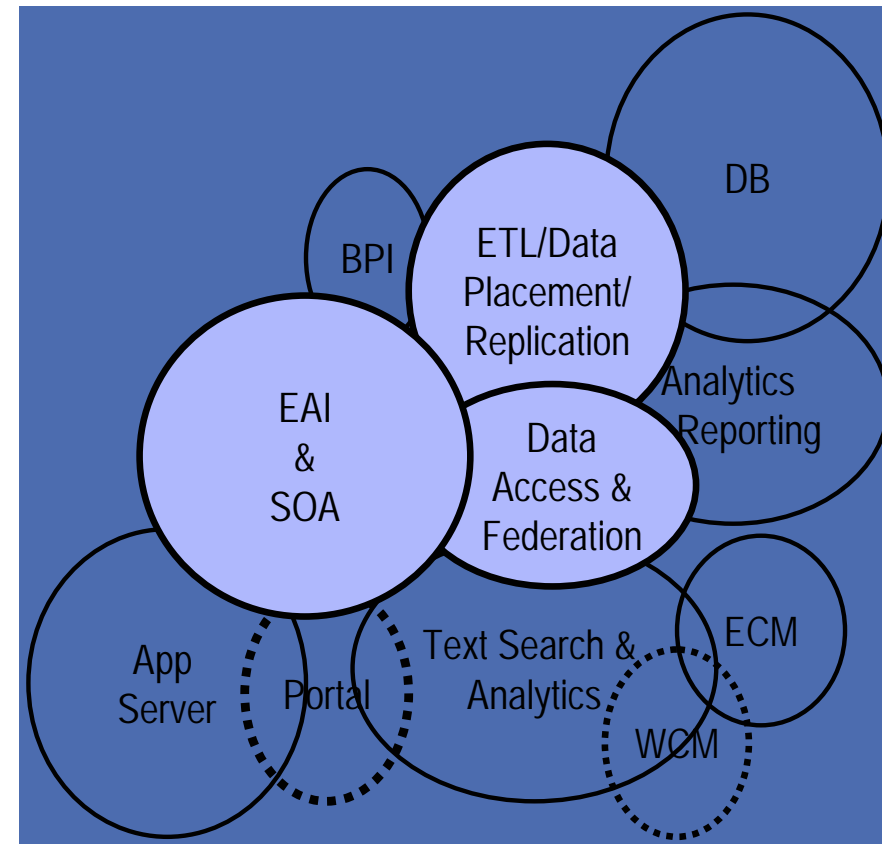 DB
BPI
ETL/Data
Placement/
Replication
Analytics
Reporting
EAI
&
SOA
Data
Access &
Federation
App
Server
Portal
Text Search &
Analytics
ECM
WCM